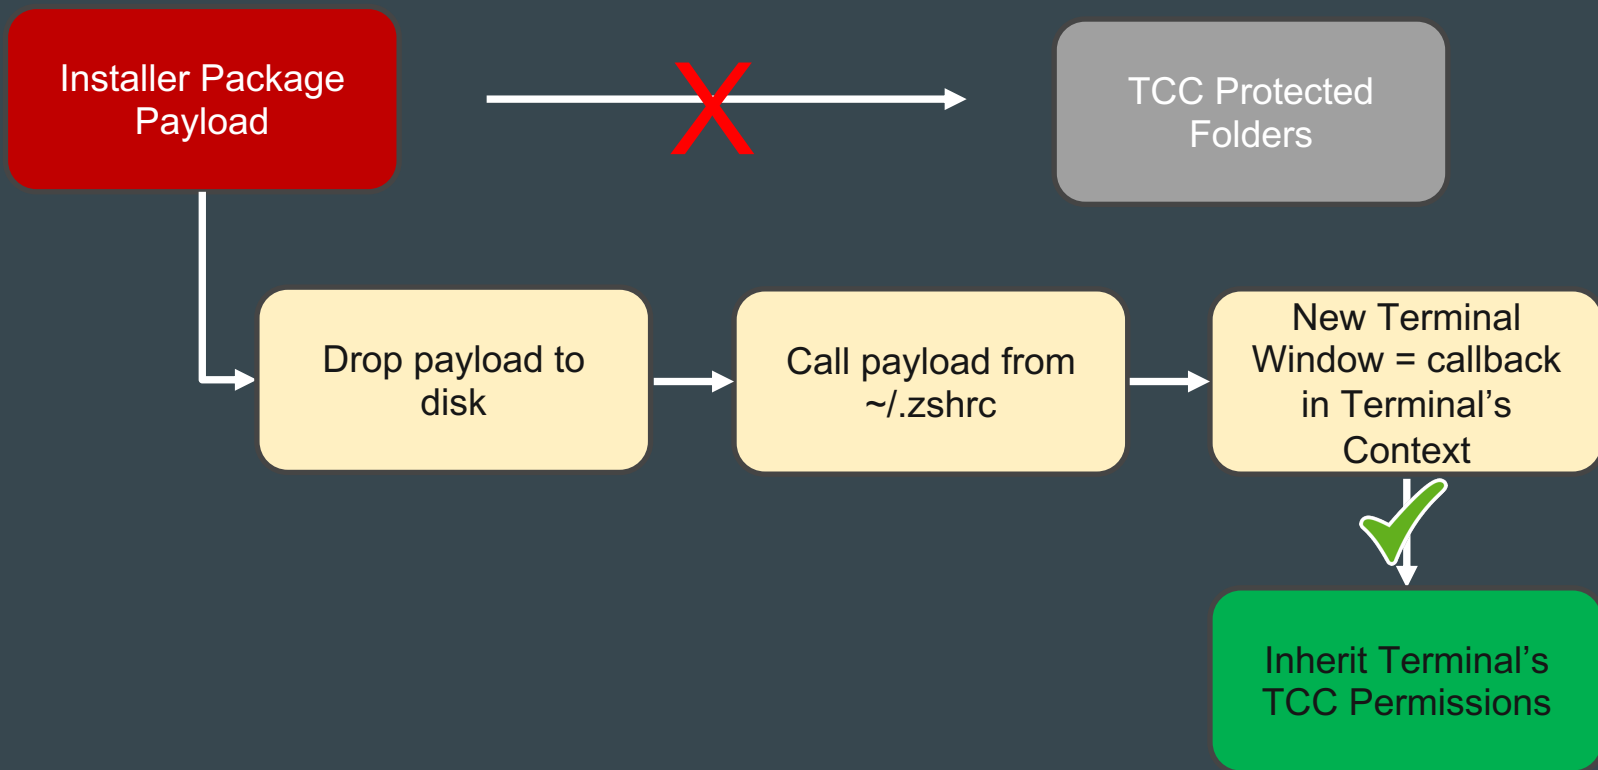 Installer Package
Payload
X
TCC Protected
Folders
Drop payload to
disk
Call payload from
~/.zshrc
New Terminal
Window = callback
in Terminal’s
Context
Inherit Terminal’s
TCC Permissions